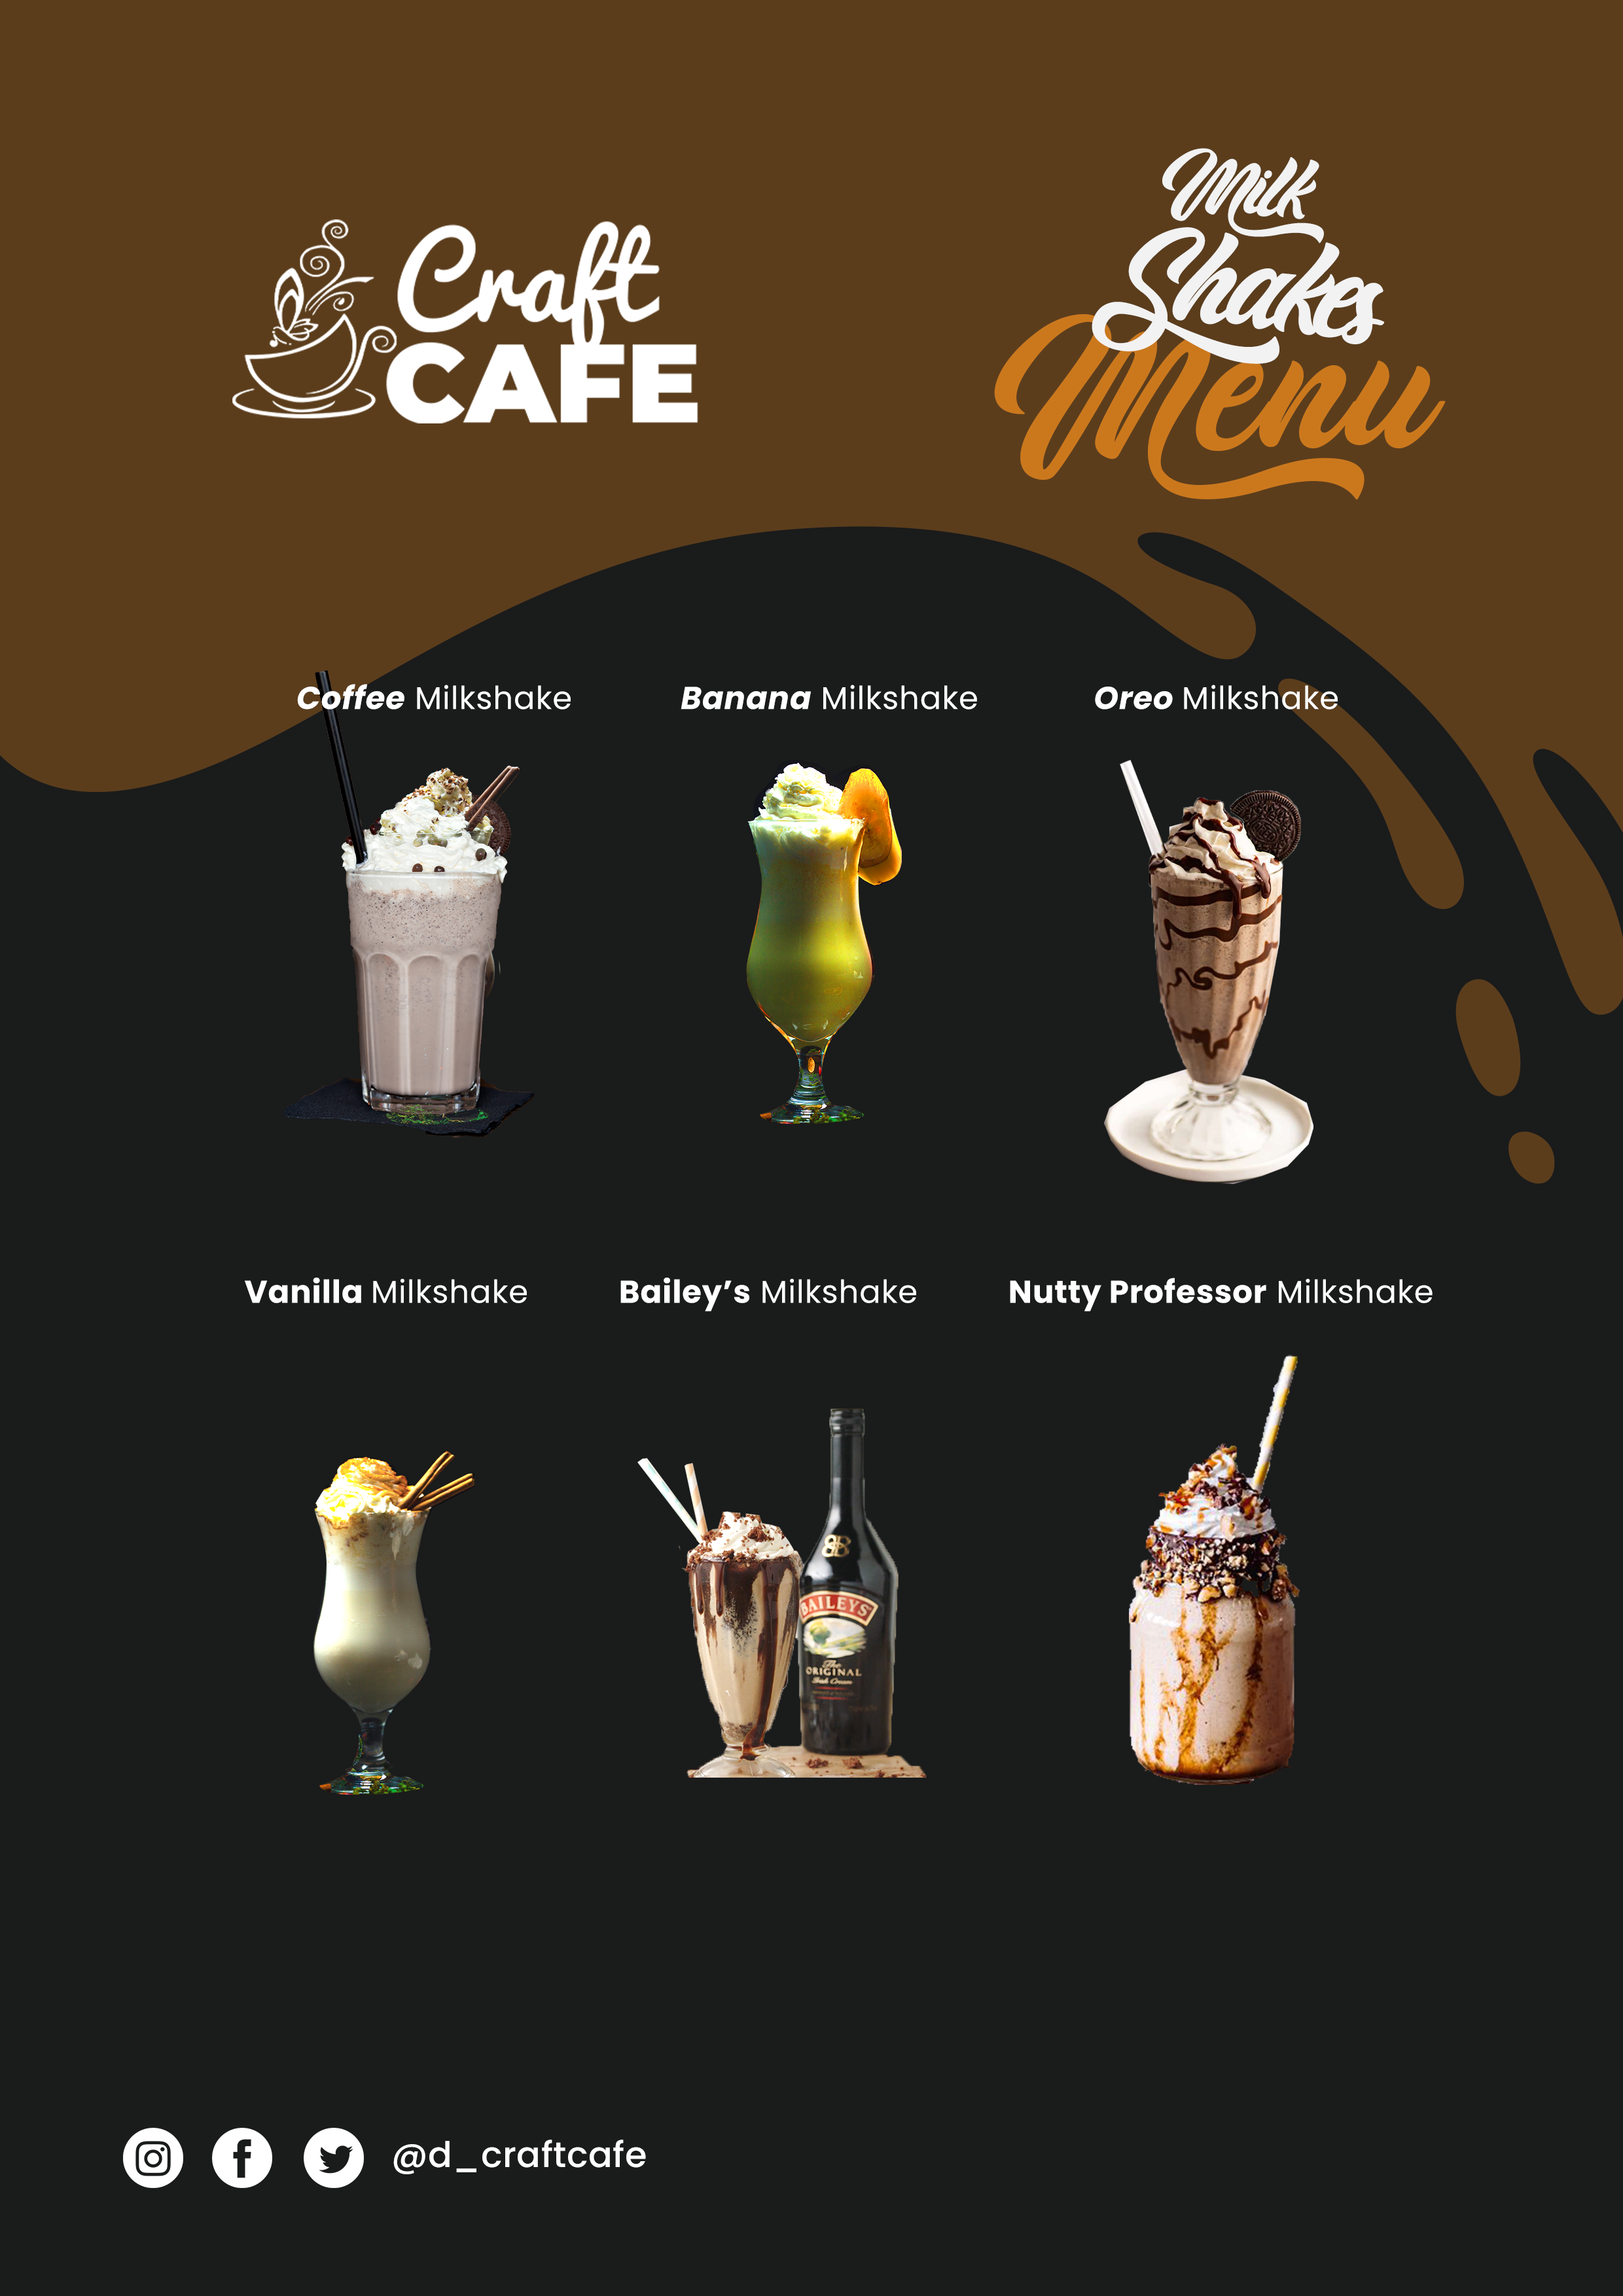 Craft
CAFE
Milk
Shakes
Menu
Coffee Milkshake
Banana Milkshake
Oreo Milkshake
Vanilla Milkshake
Bailey’s Milkshake
Nutty Professor Milkshake
BAILEYS
The
ORIGINAL
Irish Cream
@d_craftcafe